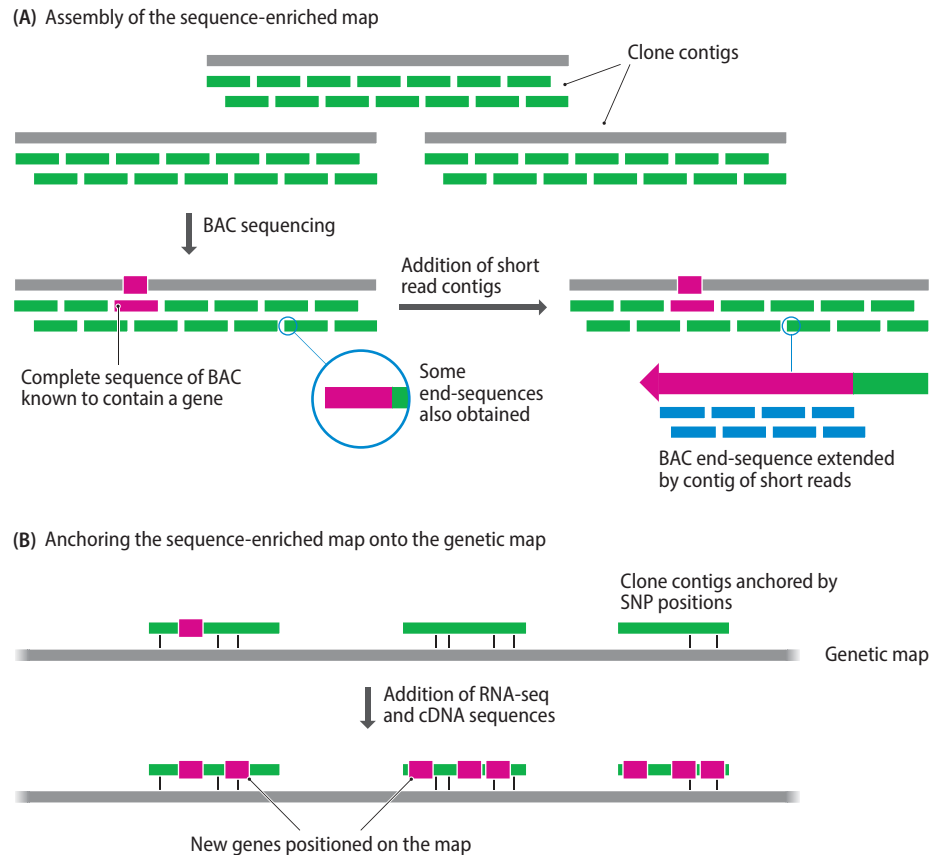 (A) Assembly of the sequence-enriched map
Clone contigs
BAC sequencing
Addition of short
read contigs
Complete sequence of BAC
known to contain a gene
Some
end-sequences
also obtained
BAC end-sequence extended
by contig of short reads
(B) Anchoring the sequence-enriched map onto the genetic map
Clone contigs anchored by
SNP positions
Genetic map
Addition of RNA-seq
and cDNA sequences
New genes positioned on the map